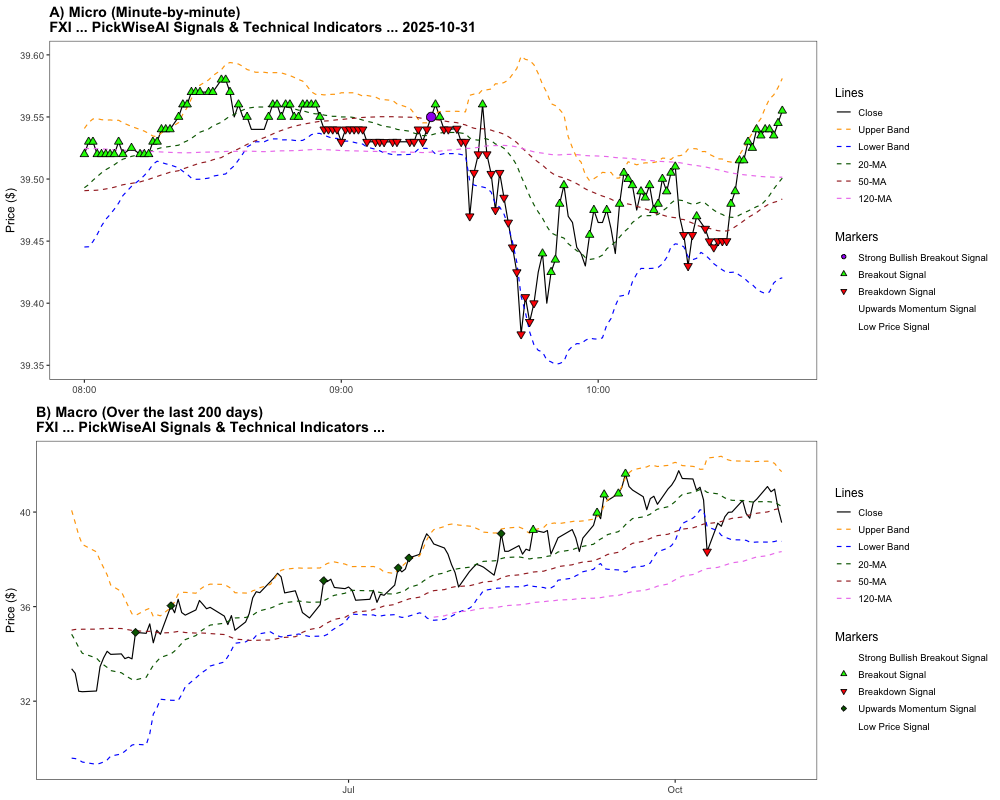 A) Micro (Minute-by-minute)
FXI ... PickWiseAI Signals & Technical Indicators ... 2025-10-31
39.60
39.55
39.50
39.45
39.40
39.35
Price ($)
08:00
09:00
10:00
Lines
Close
Upper Band
Lower Band
20-MA
50-MA
120-MA
Markers
Strong Bullish Breakout Signal
Breakout Signal
Breakdown Signal
Upwards Momentum Signal
Low Price Signal
B) Macro (Over the last 200 days)
FXI ... PickWiseAI Signals & Technical Indicators ...
40
36
32
Price ($)
Jul
Oct
Lines
Close
Upper Band
Lower Band
20-MA
50-MA
120-MA
Markers
Strong Bullish Breakout Signal
Breakout Signal
Breakdown Signal
Upwards Momentum Signal
Low Price Signal